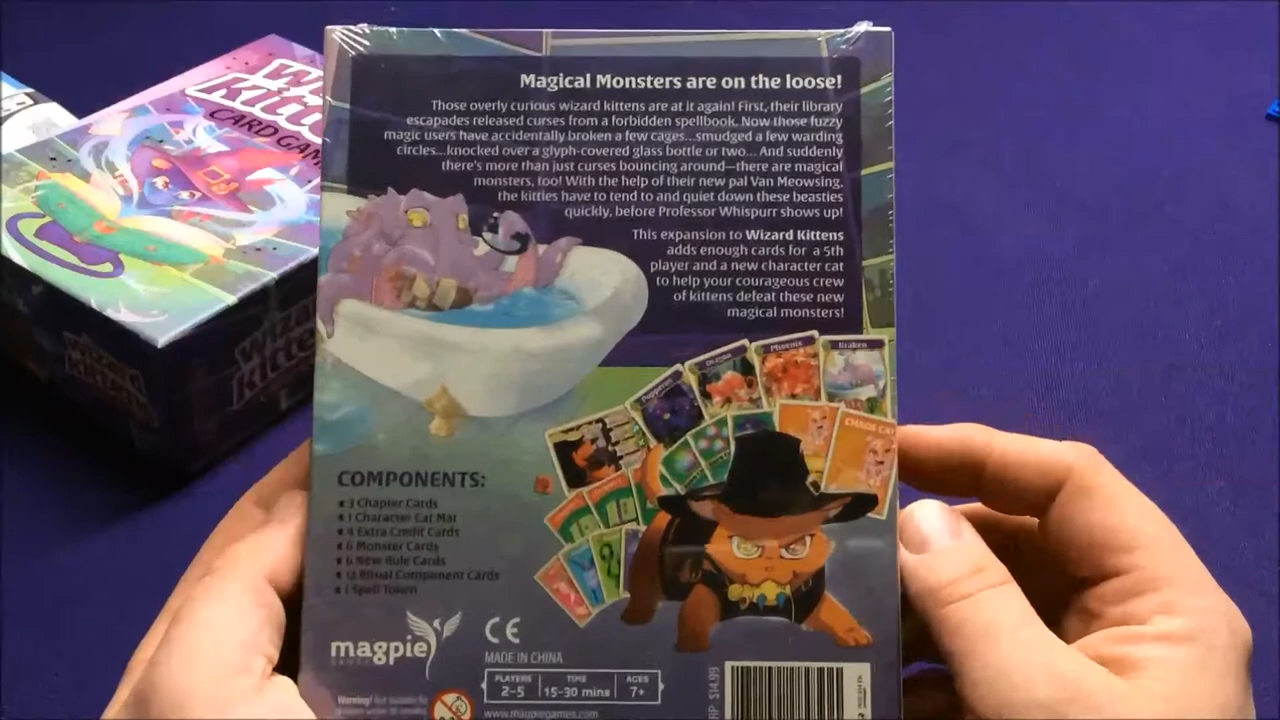 Wizard
Kittens
CARD GAME
Magical Monsters are on the loose!
Those overly curious wizard kittens are at it again! First, their library
escapades released curses from a forbidden spellbook. Now those fuzzy
magic users have accidentally broken a few cages...smudged a few warding
circles...knocked over a glyph-covered glass bottle or two... And suddenly
there's more than just curses bouncing around—there are magical
monsters, too! With the help of their new pal Van Meowsing,
the kitties have to tend to and quiet down these beasties
quickly, before Professor Whispurr shows up!
This expansion to Wizard Kittens
adds enough cards for a 5th
player and a new character cat
to help your courageous crew
of kittens defeat these new
magical monsters!
Phoenix
Kraken
CHAOS CAT
COMPONENTS:
3 Chapter Cards
1 Character Cat Mat
4 Extra Credit Cards
6 Monster Cards
6 New Rule Cards
12 Ritual Component Cards
1 Spell Token
magpie
GAMES
CE
MADE IN CHINA
PLAYERS TIME AGES
2-5 15-30 mins 7+
www.magpiegames.com
Warning!
$14.99
Wizard
Kittens